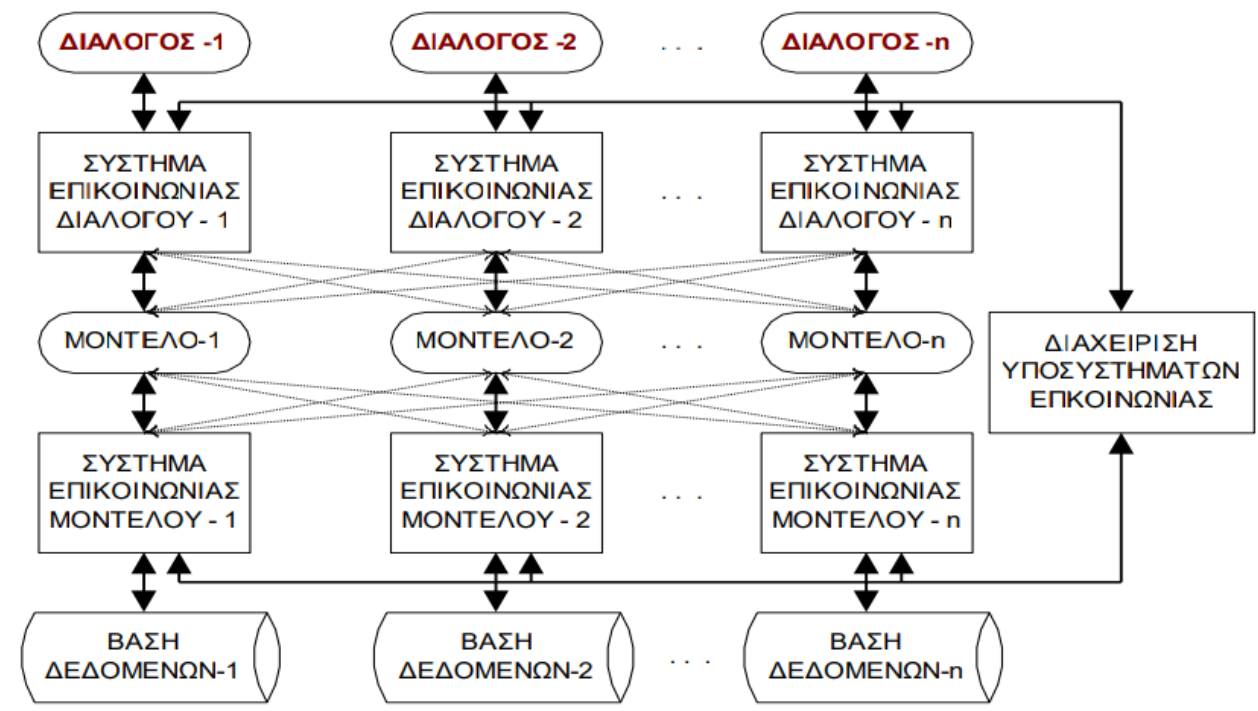 ΔΙΑΛΟΓΟΣ -1
ΔΙΑΛΟΓΟΣ -2
. . .
ΔΙΑΛΟΓΟΣ -n
ΣΥΣΤΗΜΑ
ΕΠΙΚΟΙΝΩΝΙΑΣ
ΔΙΑΛΟΓΟΥ - 1
ΣΥΣΤΗΜΑ
ΕΠΙΚΟΙΝΩΝΙΑΣ
ΔΙΑΛΟΓΟΥ - 2
. . .
ΣΥΣΤΗΜΑ
ΕΠΙΚΟΙΝΩΝΙΑΣ
ΔΙΑΛΟΓΟΥ - n
ΜΟΝΤΕΛΟ-1
ΜΟΝΤΕΛΟ-2
. . .
ΜΟΝΤΕΛΟ-n
ΔΙΑΧΕΙΡΙΣΗ
ΥΠΟΣΥΣΤΗΜΑΤΩΝ
ΕΠΚΟΙΝΩΝΙΑΣ
ΣΥΣΤΗΜΑ
ΕΠΙΚΟΙΝΩΝΙΑΣ
ΜΟΝΤΕΛΟΥ - 1
ΣΥΣΤΗΜΑ
ΕΠΙΚΟΙΝΩΝΙΑΣ
ΜΟΝΤΕΛΟΥ - 2
. . .
ΣΥΣΤΗΜΑ
ΕΠΙΚΟΙΝΩΝΙΑΣ
ΜΟΝΤΕΛΟΥ - n
ΒΑΣΗ
ΔΕΔΟΜΕΝΩΝ-1
ΒΑΣΗ
ΔΕΔΟΜΕΝΩΝ-2
. . .
ΒΑΣΗ
ΔΕΔΟΜΕΝΩΝ-n